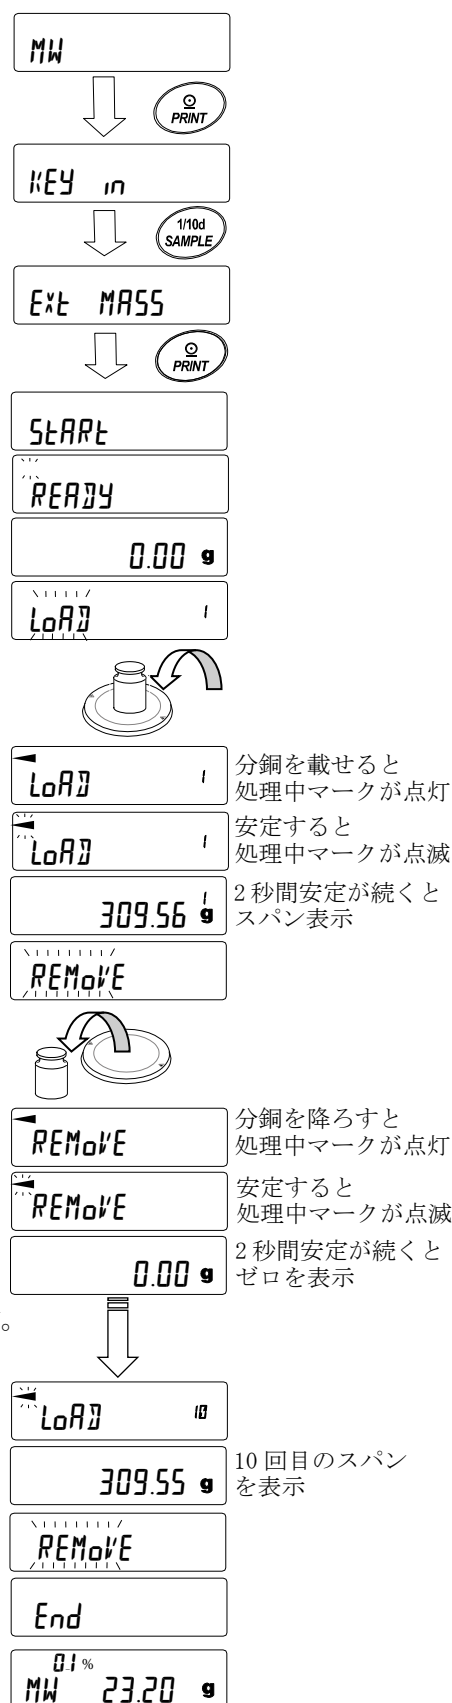 MW
PRINT
KEY in
1/10d
SAMPLE
Ext MASS
PRINT
StARt
READY
0.00 g
LoAD 1
LoAD 1
分銅を載せると
処理中マークが点灯
LoAD 1
安定すると
処理中マークが点滅
1
309.56 g
2秒間安定が続くと
スパン表示
REMoVE
REMoVE
分銅を降ろすと
処理中マークが点灯
REMoVE
安定すると
処理中マークが点滅
0.00 g
2秒間安定が続くと
ゼロを表示
。
LoAD 10
309.55 g
10回目のスパン
を表示
REMoVE
End
0.1 %
MW 23.20 g